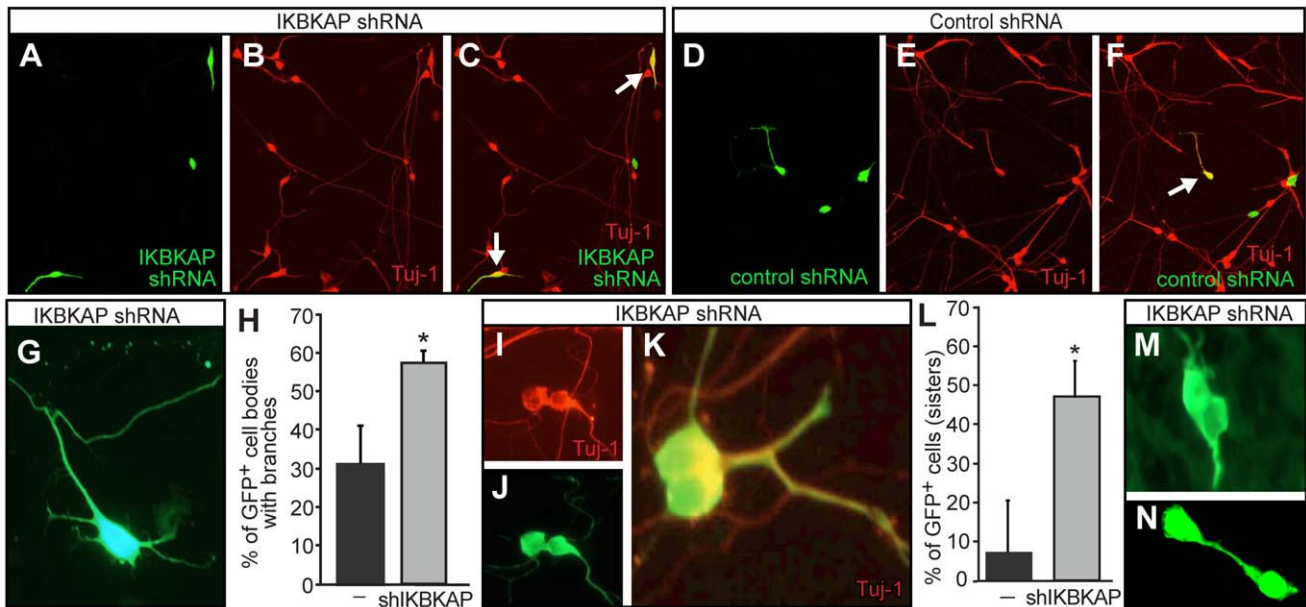 IKBKAP shRNA
Control shRNA
A
B
C
D
E
F
IKBKAP
shRNA
Tuj-1
Tuj-1
IKBKAP
shRNA
control shRNA
Tuj-1
Tuj-1
control shRNA
IKBKAP shRNA
G
H
% of GFP+ cell bodies
with branches
70
60
50
40
30
20
10
0
*
–
shIKBKAP
IKBKAP shRNA
I
Tuj-1
J
K
Tuj-1
L
% of GFP+ cells (sisters)
70
60
50
40
30
20
10
0
*
–
shIKBKAP
IKBKAP shRNA
M
N